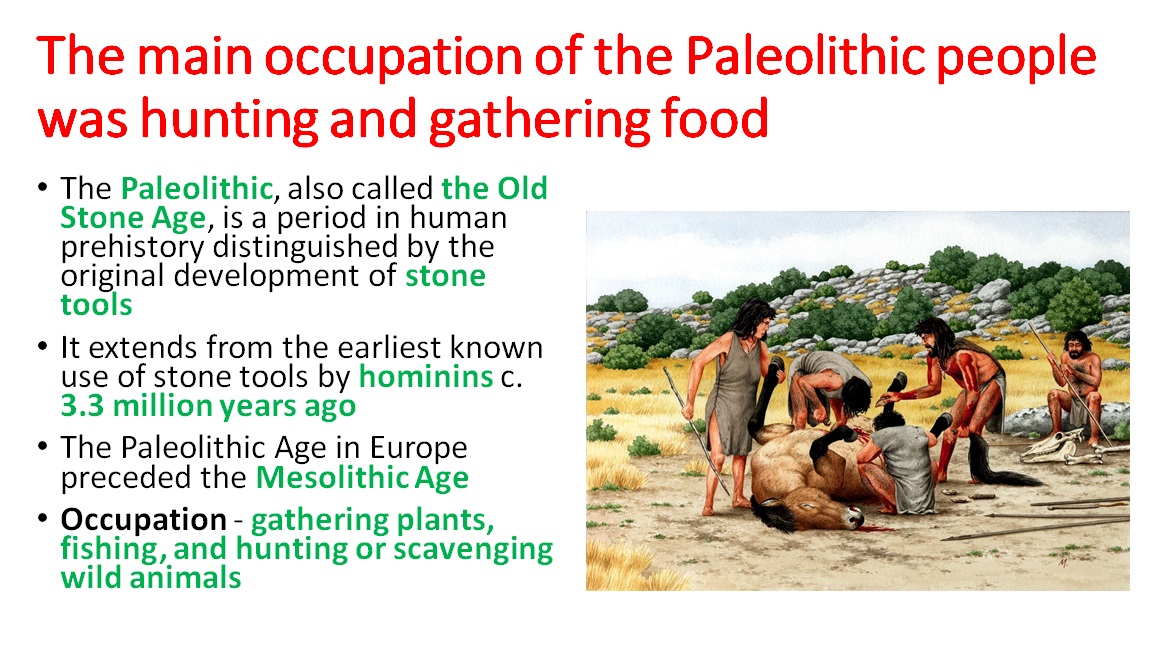 The main occupation of the Paleolithic people
was hunting and gathering food
• The Paleolithic, also called the Old
Stone Age, is a period in human
prehistory distinguished by the
original development of stone
tools
• It extends from the earliest known
use of stone tools by hominins c.
3.3 million years ago
• The Paleolithic Age in Europe
preceded the Mesolithic Age
• Occupation - gathering plants,
fishing, and hunting or scavenging
wild animals
M.